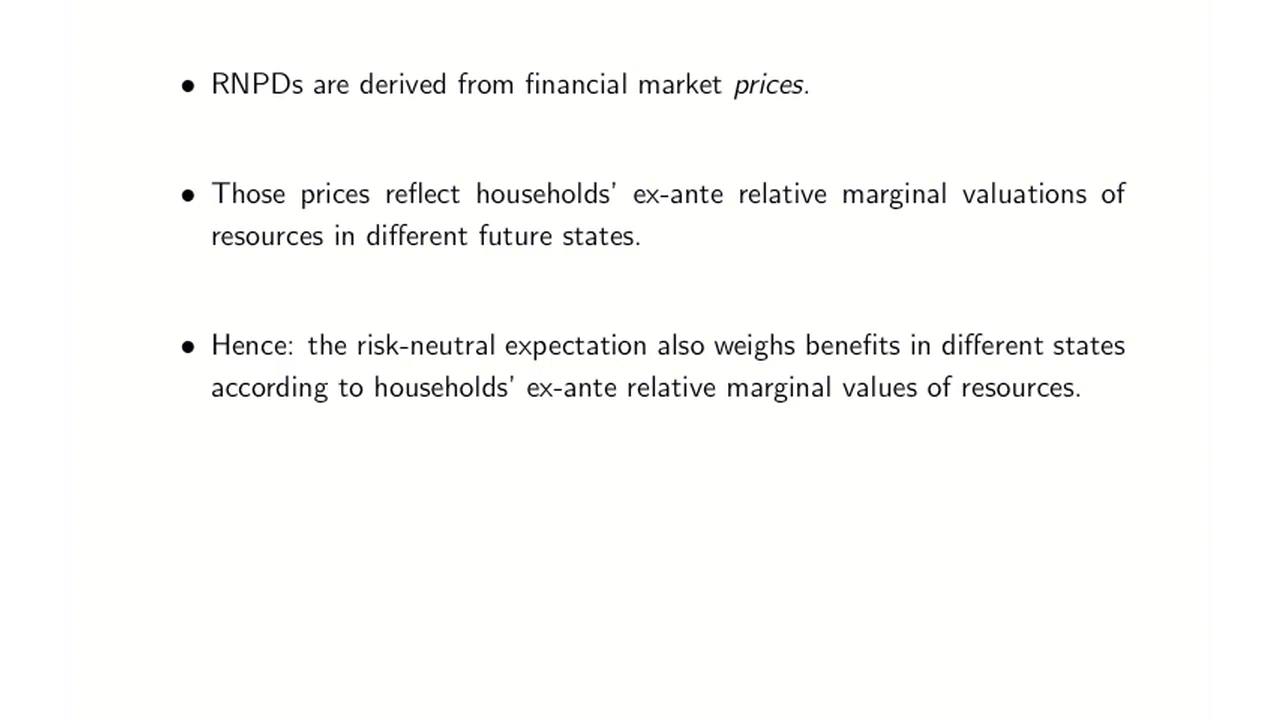 • RNPDs are derived from financial market prices.
• Those prices reflect households' ex-ante relative marginal valuations of
resources in different future states.
• Hence: the risk-neutral expectation also weighs benefits in different states
according to households' ex-ante relative marginal values of resources.